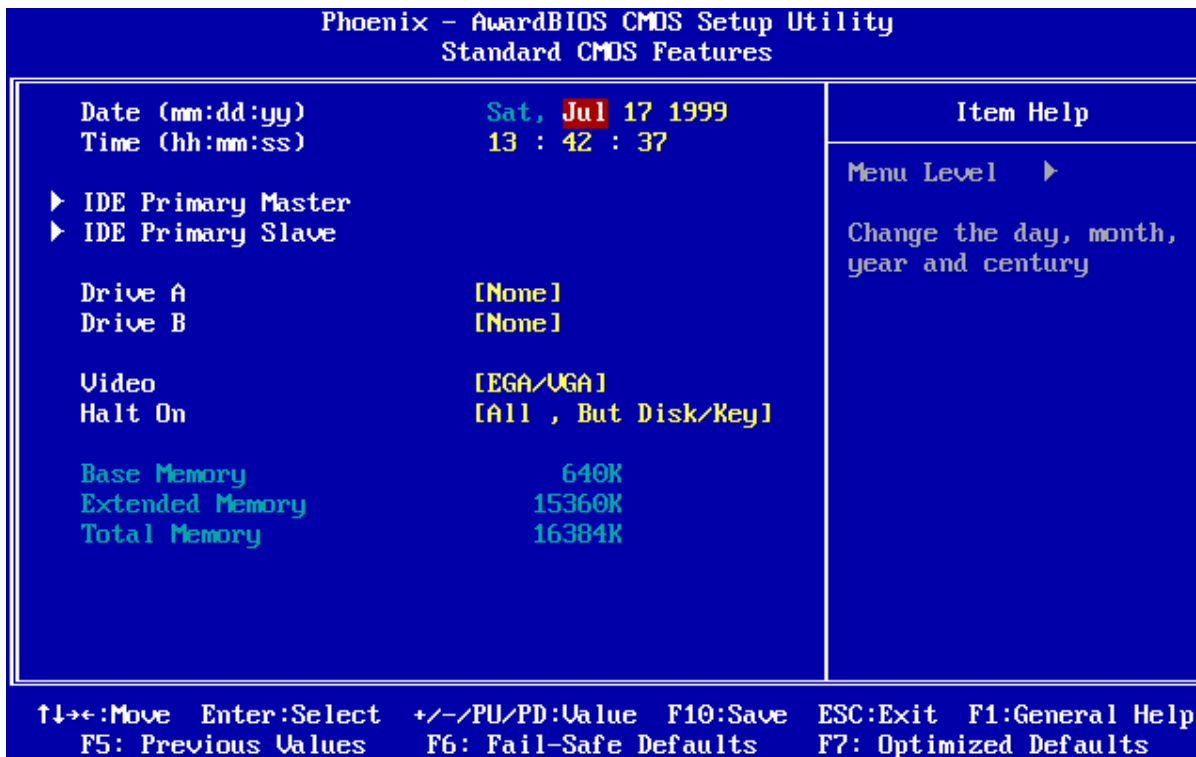 Phoenix - AwardBIOS CMOS Setup Utility
Standard CMOS Features
Date (mm:dd:yy) Sat, Jul 17 1999
Time (hh:mm:ss) 13 : 42 : 37
▶ IDE Primary Master
▶ IDE Primary Slave
Drive A [None]
Drive B [None]
Video [EGA/VGA]
Halt On [All , But Disk/Key]
Base Memory 640K
Extended Memory 15360K
Total Memory 16384K
Item Help
Menu Level ▶
Change the day, month,
year and century
↑↓→←:Move Enter:Select +/-/PU/PD:Value F10:Save ESC:Exit F1:General Help
F5: Previous Values F6: Fail-Safe Defaults F7: Optimized Defaults